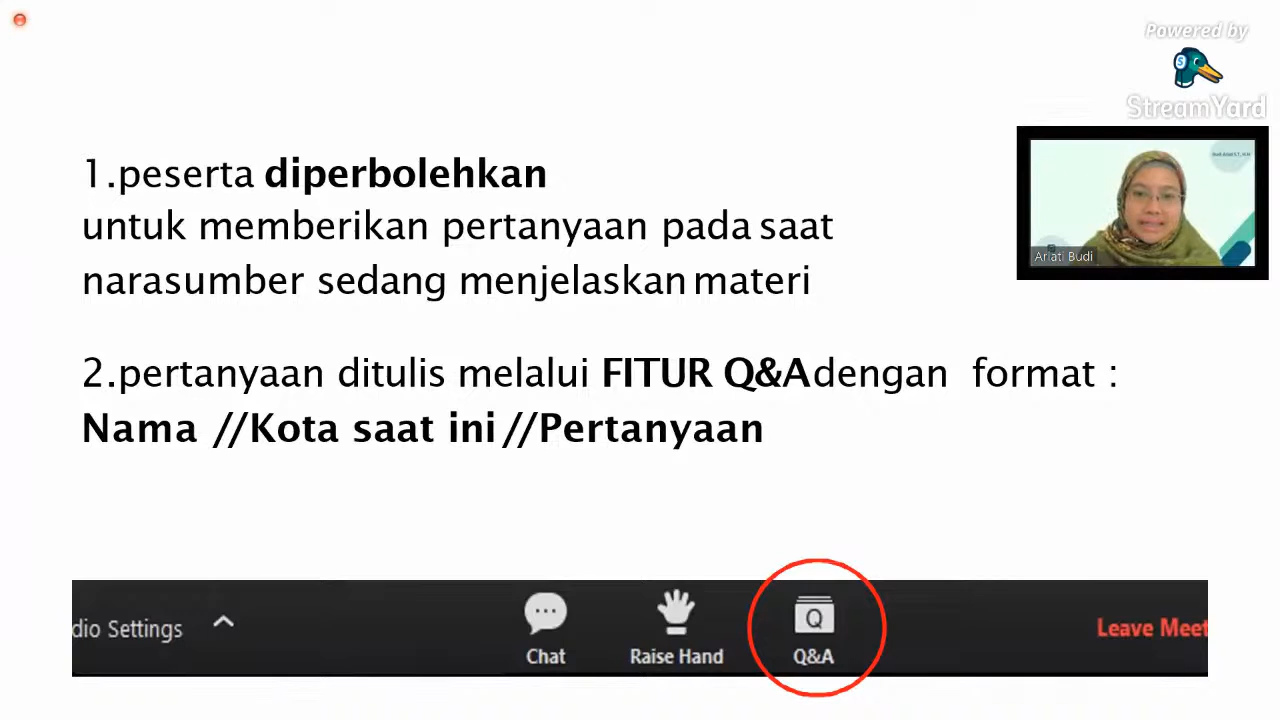 Powered by
StreamYard
1.peserta diperbolehkan
untuk memberikan pertanyaan pada saat
narasumber sedang menjelaskan materi
Ariati Budi
2.pertanyaan ditulis melalui FITUR Q&A dengan format :
Nama //Kota saat ini //Pertanyaan
dio Settings
Chat
Raise Hand
Q
Q&A
Leave Meet